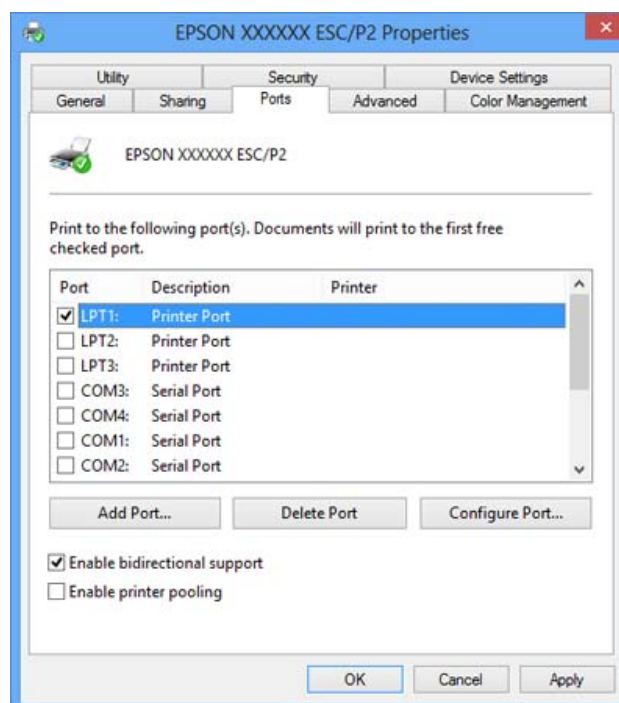 EPSON XXXXXX ESC/P2 Properties
Utility Security Device Settings
General Sharing Ports Advanced Color Management
EPSON XXXXXX ESC/P2
Print to the following port(s). Documents will print to the first free
checked port.
Port Description Printer
LPT1: Printer Port
LPT2: Printer Port
LPT3: Printer Port
COM3: Serial Port
COM4: Serial Port
COM1: Serial Port
COM2: Serial Port
Add Port... Delete Port Configure Port...
Enable bidirectional support
Enable printer pooling
OK Cancel Apply